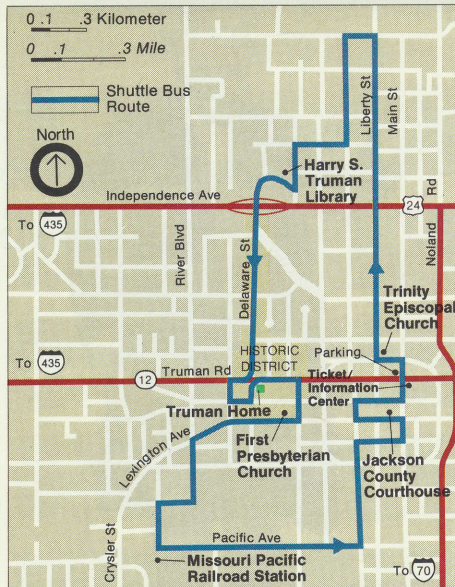 0 .1 .3 Kilometer
0 .1 .3 Mile
Shuttle Bus
Route
North
Liberty St
Main St
Harry S.
Truman
Library
Independence Ave
24
Rd
Noland
To 435
River Blvd
Delaware St
Trinity
Episcopal
Church
To 435
HISTORIC
DISTRICT
Parking
12
Truman Rd
Ticket/
Information
Center
Truman Home
Lexington Ave
First
Presbyterian
Church
Jackson
County
Courthouse
Crysler St
Pacific Ave
Missouri Pacific
Railroad Station
To 70